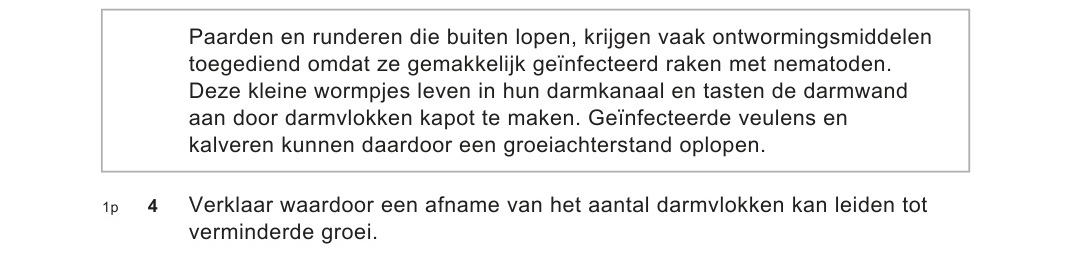 Paarden en runderen die buiten lopen, krijgen vaak ontwormingsmiddelen
toegediend omdat ze gemakkelijk geïnfecteerd raken met nematoden.
Deze kleine wormpjes leven in hun darmkanaal en tasten de darmwand
aan door darmvlokken kapot te maken. Geïnfecteerde veulens en
kalveren kunnen daardoor een groeiachterstand oplopen.
1p 4 Verklaar waardoor een afname van het aantal darmvlokken kan leiden tot
verminderde groei.